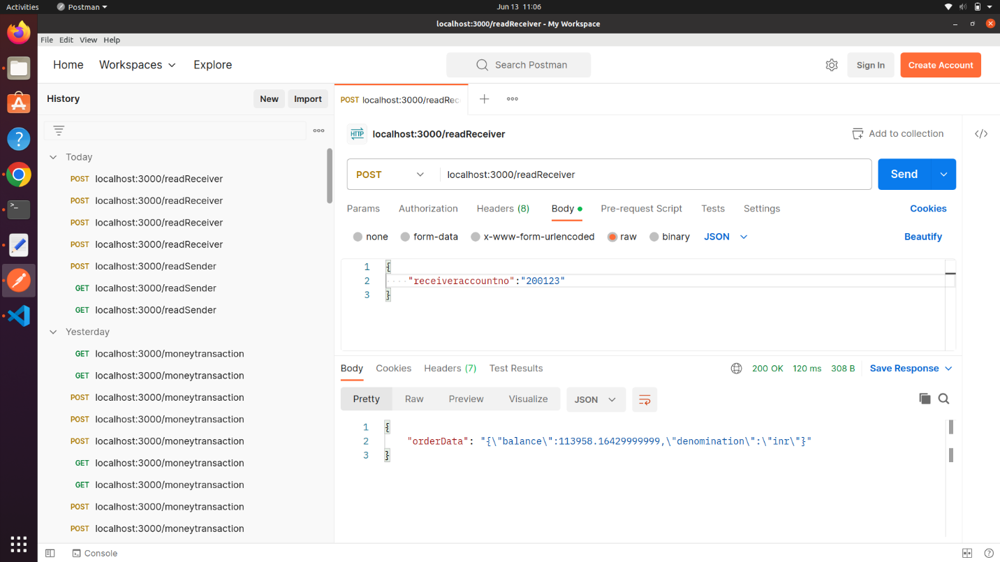 Activities Postman Jun 13 11:06
localhost:3000/readReceiver - My Workspace
File Edit View Help
Home Workspaces Explore Search Postman Sign In Create Account
History New Import POST localhost:3000/readRec
HTTP localhost:3000/readReceiver Add to collection </>
Today
POST localhost:3000/readReceiver
POST localhost:3000/readReceiver
POST localhost:3000/readReceiver
POST localhost:3000/readReceiver
POST localhost:3000/readSender
GET localhost:3000/readSender
GET localhost:3000/readSender
Yesterday
GET localhost:3000/moneytransaction
GET localhost:3000/moneytransaction
POST localhost:3000/moneytransaction
POST localhost:3000/moneytransaction
POST localhost:3000/moneytransaction
GET localhost:3000/moneytransaction
GET localhost:3000/moneytransaction
POST localhost:3000/moneytransaction
POST localhost:3000/moneytransaction
POST localhost:3000/readReceiver Send
Params Authorization Headers (8) Body Pre-request Script Tests Settings Cookies
none form-data x-www-form-urlencoded raw binary JSON Beautify
1 {
2 ····"receiveraccountno":"200123"
3 }
Body Cookies Headers (7) Test Results 200 OK 120 ms 308 B Save Response
Pretty Raw Preview Visualize JSON
1 {
2 "orderData": "{\"balance\":113958.16429999999,\"denomination\":\"inr\"}"
3 }
Console